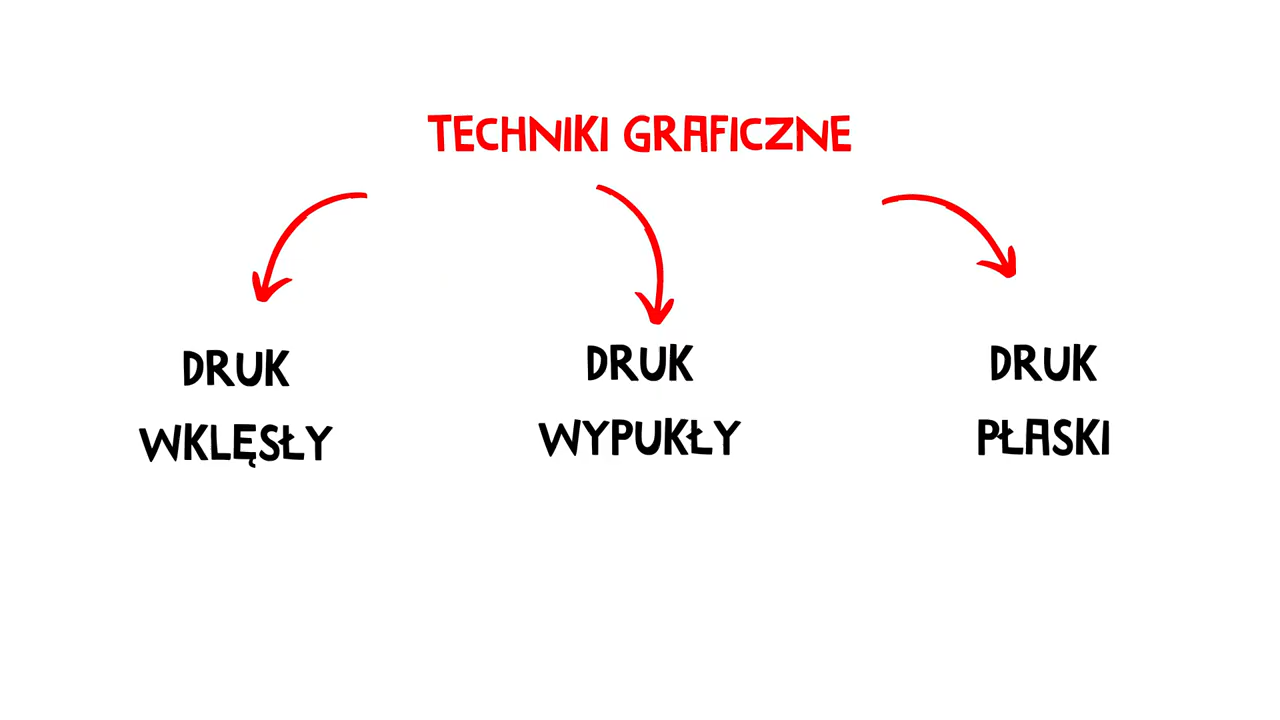 TECHNIKI GRAFICZNE
DRUK
WKLĘSŁY
DRUK
WYPUKŁY
DRUK
PŁASKI